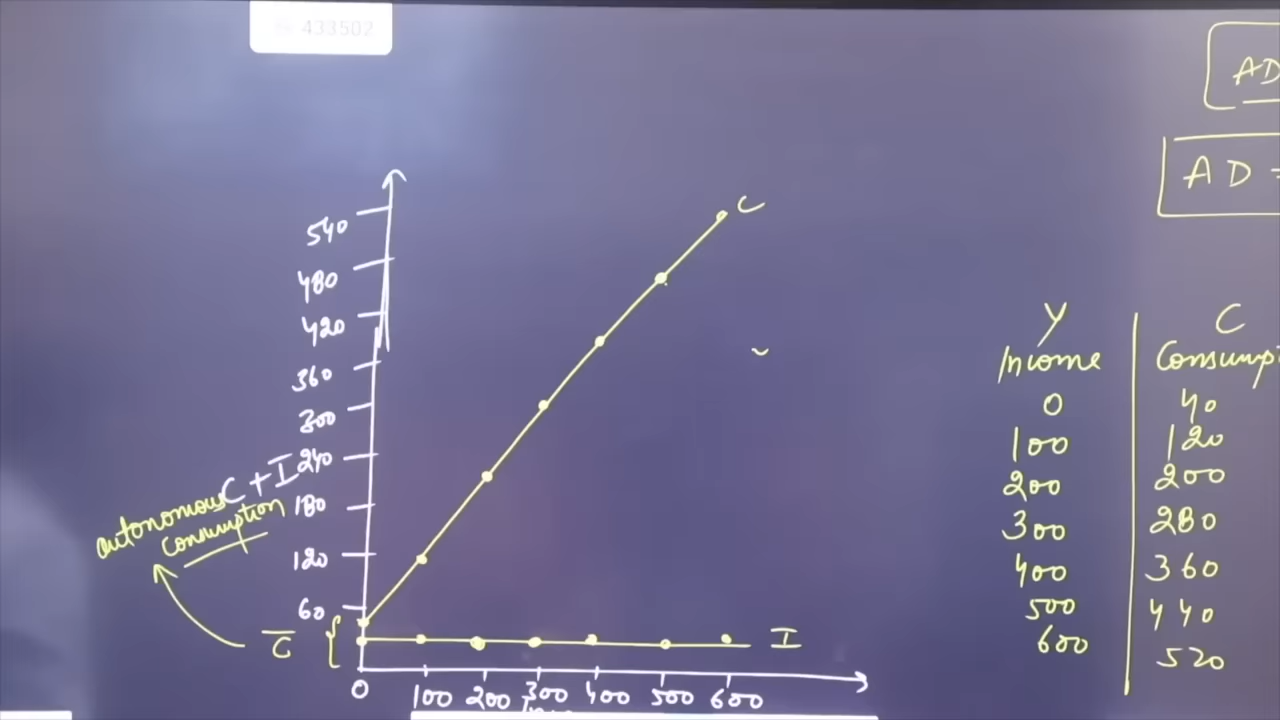 433502
AD
AD =
540
480
420
360
300
240
C + I
180
120
60
autonomous
consumption
C̅ {
C
I
0 100 200 300 400 500 600
Y C
Income
0 40
100 120
200 200
300 280
400 360
500 440
600 520